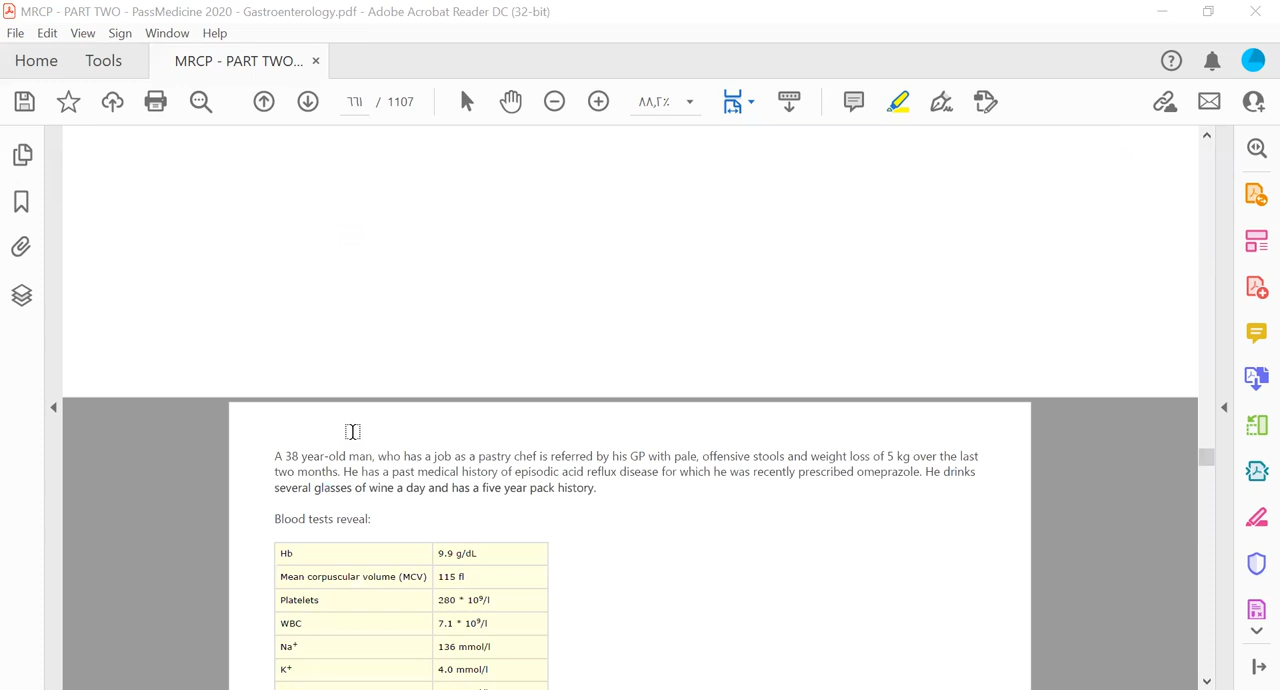 MRCP - PART TWO - PassMedicine 2020 - Gastroenterology.pdf - Adobe Acrobat Reader DC (32-bit)
File Edit View Sign Window Help
Home Tools MRCP - PART TWO... ×
٦٦١ / 1107 ٨٨,٢٪
A 38 year-old man, who has a job as a pastry chef is referred by his GP with pale, offensive stools and weight loss of 5 kg over the last
two months. He has a past medical history of episodic acid reflux disease for which he was recently prescribed omeprazole. He drinks
several glasses of wine a day and has a five year pack history.
Blood tests reveal:
Hb 9.9 g/dL
Mean corpuscular volume (MCV) 115 fl
Platelets 280 * 10⁹/l
WBC 7.1 * 10⁹/l
Na⁺ 136 mmol/l
K⁺ 4.0 mmol/l